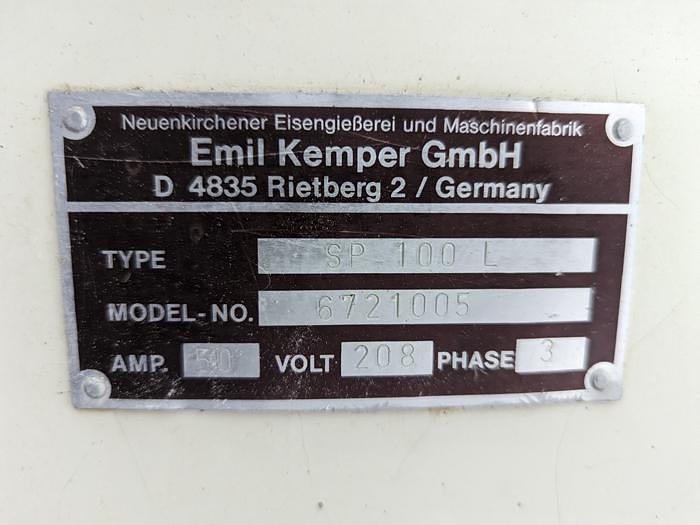 Neuenkirchener Eisengießerei und Maschinenfabrik
Emil Kemper GmbH
D 4835 Rietberg 2 / Germany
TYPE SP 100 L
MODEL-NO. 6721005
AMP. 50 VOLT 208 PHASE 3